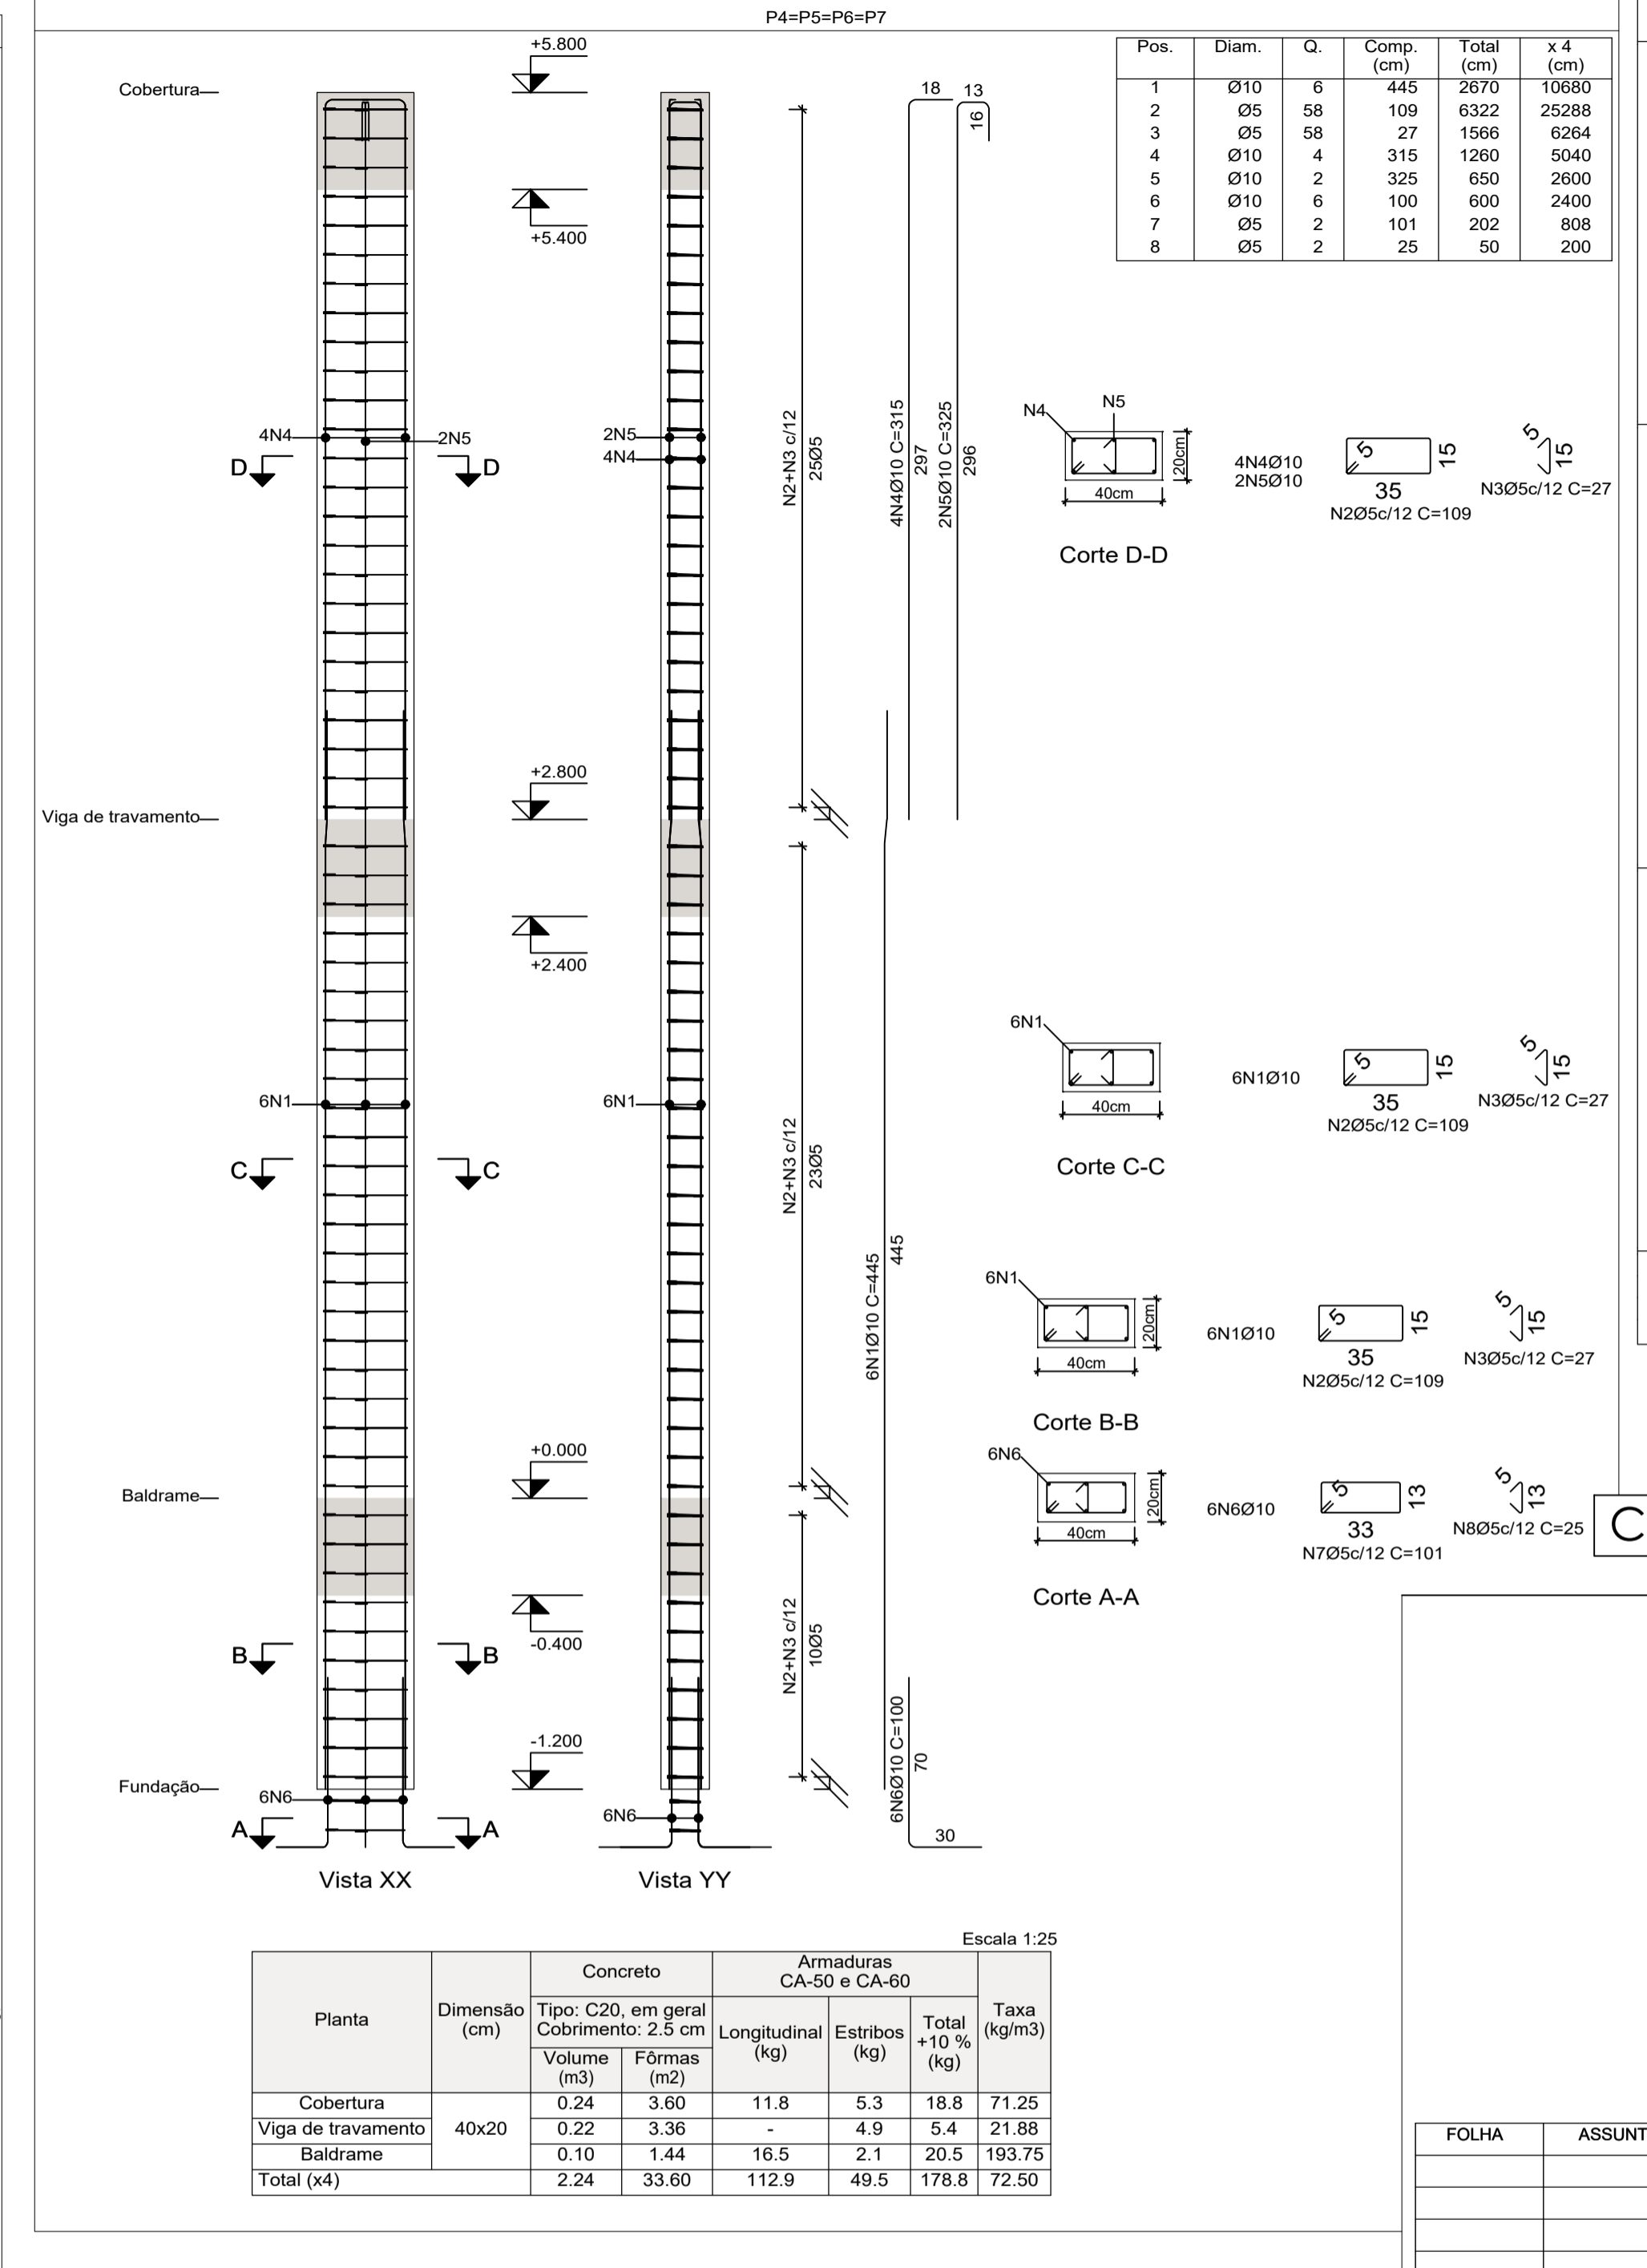 P4=P5=P6=P7
Pos. Diam. Q. Comp. (cm) Total (cm) x 4 (cm)
1 Ø10 6 445 2670 10680
2 Ø5 58 109 6322 25288
3 Ø5 58 27 1566 6264
4 Ø10 4 315 1260 5040
5 Ø10 2 325 650 2600
6 Ø10 6 100 600 2400
7 Ø5 2 101 202 808
8 Ø5 2 25 50 200
+5.800
Cobertura
18 13
16
+5.400
4N4
2N5
2N5
4N4
D D
N2+N3 c/12
25Ø5
4N4Ø10 C=315
297
2N5Ø10 C=325
296
N4 N5
20cm
40cm
4N4Ø10
2N5Ø10
5
15
35
N2Ø5c/12 C=109
5
15
N3Ø5c/12 C=27
Corte D-D
+2.800
Viga de travamento
+2.400
6N1
6N1
C C
N2+N3 c/12
23Ø5
6N1Ø10 C=445
445
6N1
40cm
6N1Ø10
5
15
35
N2Ø5c/12 C=109
5
15
N3Ø5c/12 C=27
Corte C-C
6N1
20cm
40cm
6N1Ø10
5
15
35
N2Ø5c/12 C=109
5
15
N3Ø5c/12 C=27
Corte B-B
+0.000
Baldrame
-0.400
B B
N2+N3 c/12
10Ø5
6N6
20cm
40cm
6N6Ø10
5
13
33
N7Ø5c/12 C=101
5
13
N8Ø5c/12 C=25
C
Corte A-A
-1.200
Fundação
6N6
6N6
A A
6N6Ø10 C=100
70
30
Vista XX
Vista YY
Escala 1:25
Planta
Dimensão
(cm)
Concreto
Tipo: C20, em geral
Cobrimento: 2.5 cm
Volume
(m3)
Fôrmas
(m2)
Armaduras
CA-50 e CA-60
Longitudinal
(kg)
Estribos
(kg)
Total
+10 %
(kg)
Taxa
(kg/m3)
Cobertura 0.24 3.60 11.8 5.3 18.8 71.25
Viga de travamento 40x20 0.22 3.36 - 4.9 5.4 21.88
Baldrame 0.10 1.44 16.5 2.1 20.5 193.75
Total (x4) 2.24 33.60 112.9 49.5 178.8 72.50
FOLHA ASSUNT